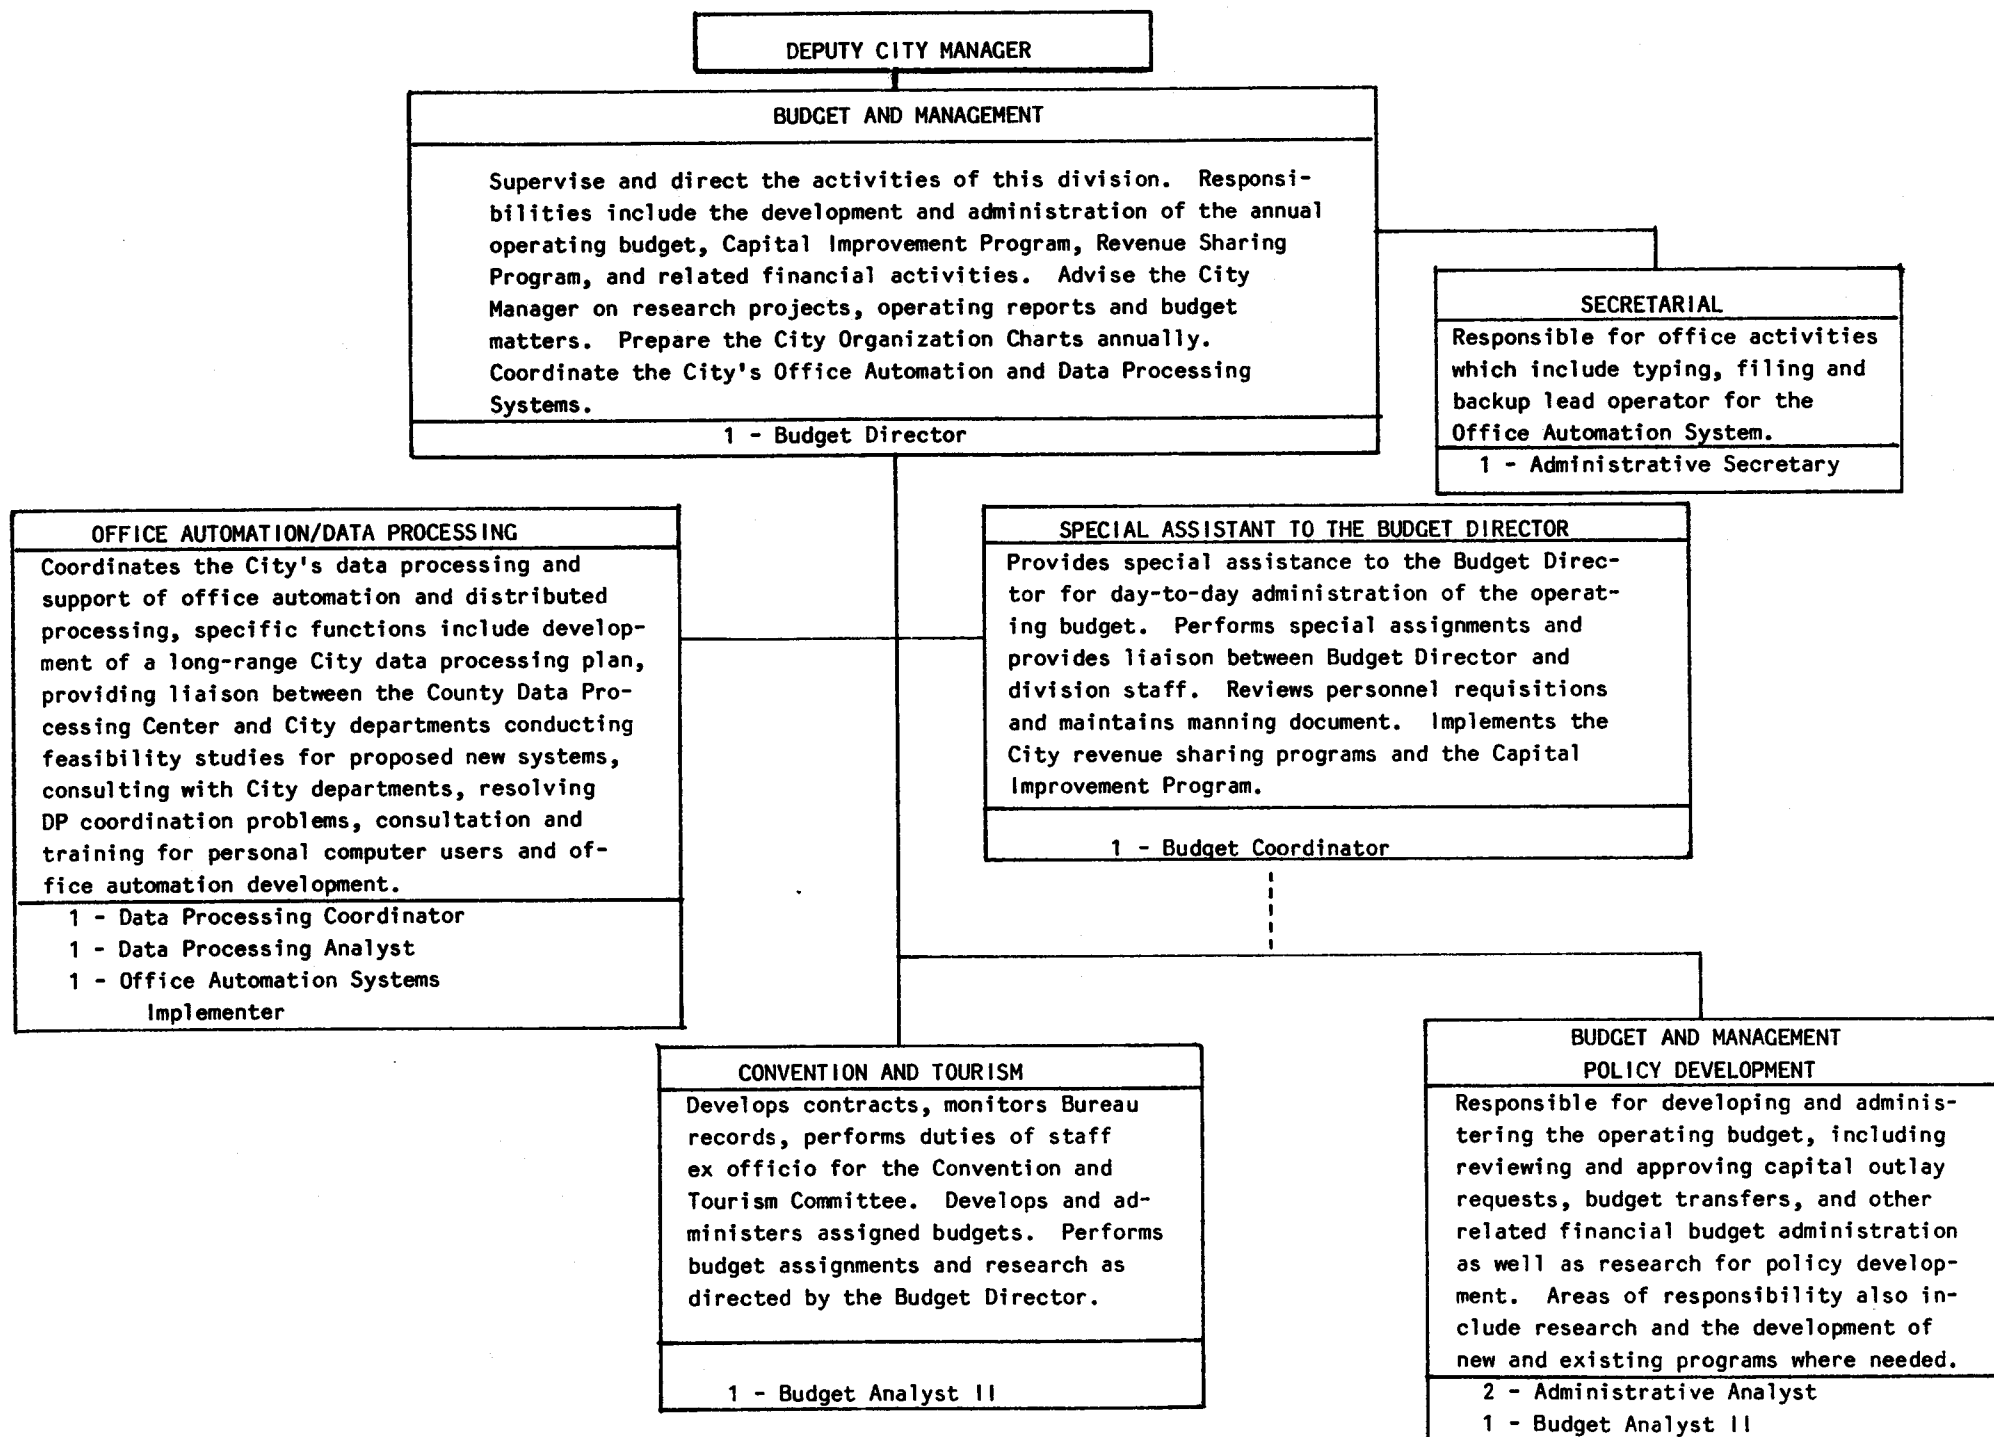 DEPUTY CITY MANAGER
BUDGET AND MANAGEMENT
Supervise and direct the activities of this division. Responsi-
bilities include the development and administration of the annual
operating budget, Capital Improvement Program, Revenue Sharing
Program, and related financial activities. Advise the City
Manager on research projects, operating reports and budget
matters. Prepare the City Organization Charts annually.
Coordinate the City's Office Automation and Data Processing
Systems.
1 - Budget Director
SECRETARIAL
Responsible for office activities
which include typing, filing and
backup lead operator for the
Office Automation System.
1 - Administrative Secretary
OFFICE AUTOMATION/DATA PROCESSING
Coordinates the City's data processing and
support of office automation and distributed
processing, specific functions include develop-
ment of a long-range City data processing plan,
providing liaison between the County Data Pro-
cessing Center and City departments conducting
feasibility studies for proposed new systems,
consulting with City departments, resolving
DP coordination problems, consultation and
training for personal computer users and of-
fice automation development.
1 - Data Processing Coordinator
1 - Data Processing Analyst
1 - Office Automation Systems
Implementer
SPECIAL ASSISTANT TO THE BUDGET DIRECTOR
Provides special assistance to the Budget Direc-
tor for day-to-day administration of the operat-
ing budget. Performs special assignments and
provides liaison between Budget Director and
division staff. Reviews personnel requisitions
and maintains manning document. Implements the
City revenue sharing programs and the Capital
Improvement Program.
1 - Budget Coordinator
CONVENTION AND TOURISM
Develops contracts, monitors Bureau
records, performs duties of staff
ex officio for the Convention and
Tourism Committee. Develops and ad-
ministers assigned budgets. Performs
budget assignments and research as
directed by the Budget Director.
1 - Budget Analyst II
BUDGET AND MANAGEMENT
POLICY DEVELOPMENT
Responsible for developing and adminis-
tering the operating budget, including
reviewing and approving capital outlay
requests, budget transfers, and other
related financial budget administration
as well as research for policy develop-
ment. Areas of responsibility also in-
clude research and the development of
new and existing programs where needed.
2 - Administrative Analyst
1 - Budget Analyst II